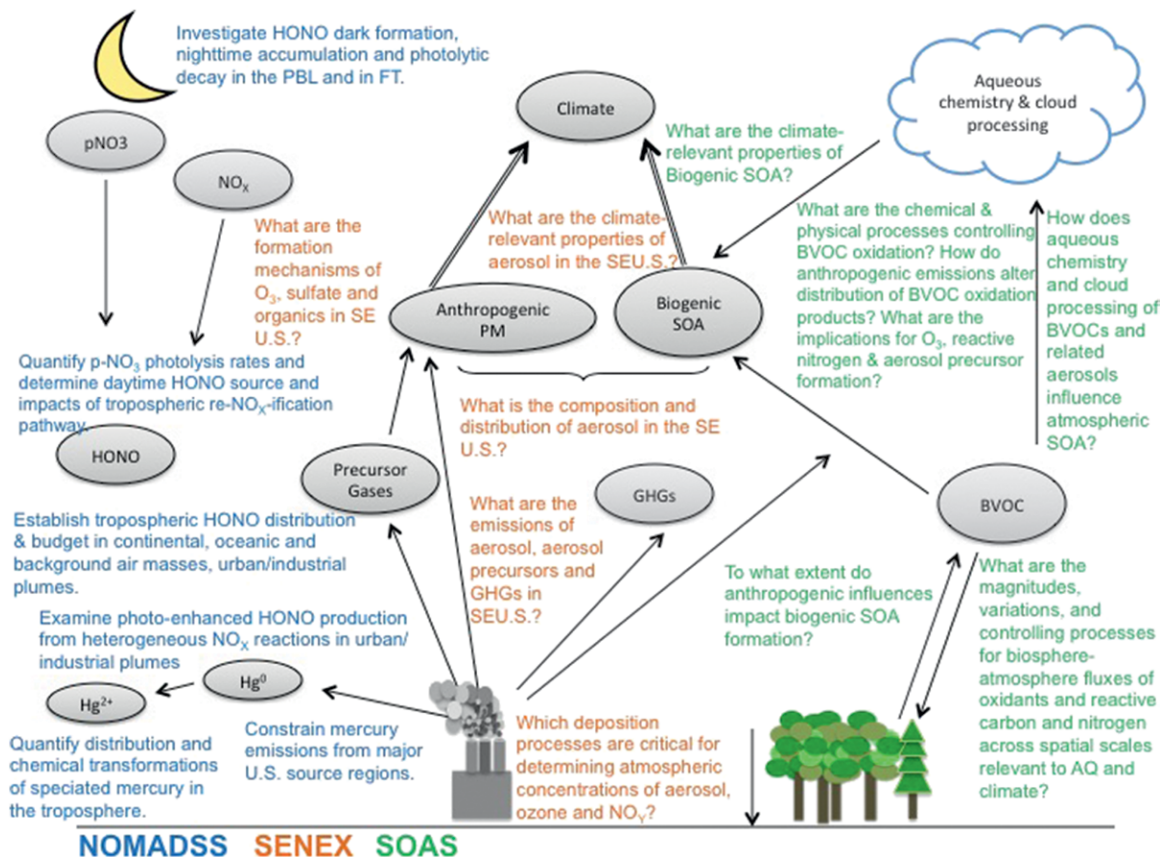 Investigate HONO dark formation,
nighttime accumulation and photolytic
decay in the PBL and in FT.
Aqueous
chemistry & cloud
processing
Climate
pNO3
NOX
What are the climate-
relevant properties of
Biogenic SOA?
What are the
formation
mechanisms of
O3, sulfate and
organics in SE
U.S.?
What are the climate-
relevant properties of
aerosol in the SEU.S.?
What are the chemical &
physical processes controlling
BVOC oxidation? How do
anthropogenic emissions alter
distribution of BVOC oxidation
products? What are the
implications for O3, reactive
nitrogen & aerosol precursor
formation?
How does
aqueous
chemistry
and cloud
processing of
BVOCs and
related
aerosols
influence
atmospheric
SOA?
Anthropogenic
PM
Biogenic
SOA
Quantify p-NO3 photolysis rates and
determine daytime HONO source and
impacts of tropospheric re-NOX-ification
pathway.
HONO
What is the composition and
distribution of aerosol in the SE
U.S.?
Precursor
Gases
GHGs
BVOC
What are the
emissions of
aerosol, aerosol
precursors and
GHGs in
SEU.S.?
Establish tropospheric HONO distribution
& budget in continental, oceanic and
background air masses, urban/industrial
plumes.
To what extent do
anthropogenic influences
impact biogenic SOA
formation?
What are the
magnitudes,
variations, and
controlling processes
for biosphere-
atmosphere fluxes of
oxidants and reactive
carbon and nitrogen
across spatial scales
relevant to AQ and
climate?
Examine photo-enhanced HONO production
from heterogeneous NOX reactions in urban/
industrial plumes
Hg0
Hg2+
Constrain mercury
emissions from major
U.S. source regions.
Quantify distribution and
chemical transformations
of speciated mercury in
the troposphere.
Which deposition
processes are critical for
determining atmospheric
concentrations of aerosol,
ozone and NOY?
NOMADSS SENEX SOAS